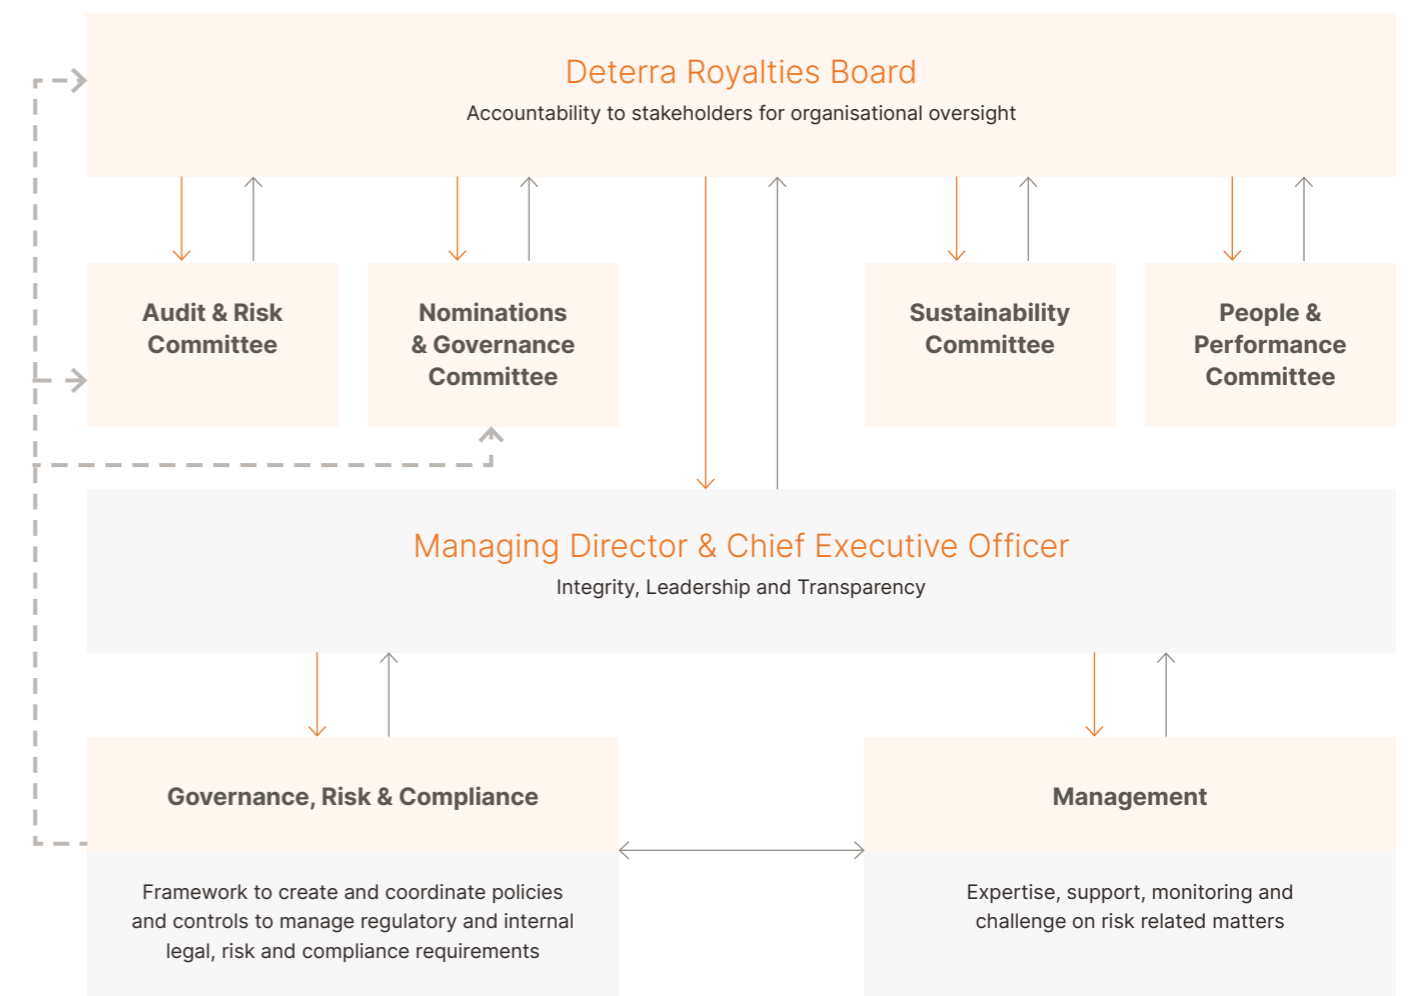 Deterra Royalties Board
Accountability to stakeholders for organisational oversight
Audit & Risk
Committee
Nominations
& Governance
Committee
Sustainability
Committee
People &
Performance
Committee
Managing Director & Chief Executive Officer
Integrity, Leadership and Transparency
Governance, Risk & Compliance
Framework to create and coordinate policies
and controls to manage regulatory and internal
legal, risk and compliance requirements
Management
Expertise, support, monitoring and
challenge on risk related matters